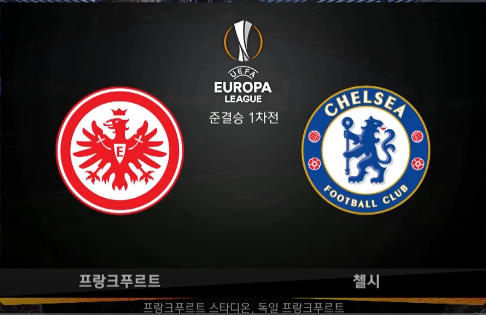 UEFA
EUROPA
LEAGUE
준결승 1차전
E
CHELSEA
FOOTBALL CLUB
프랑크푸르트
첼시
프랑크푸르트 스타디온, 독일 프랑크푸르트